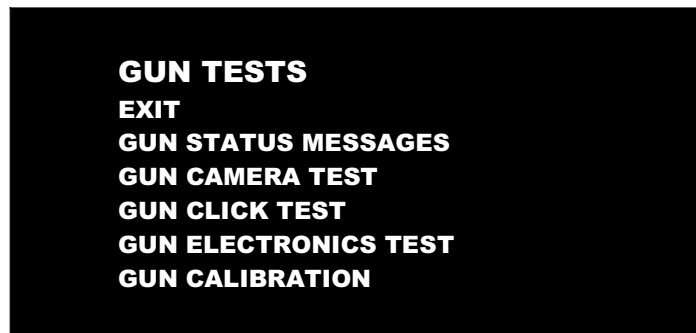 GUN TESTS
EXIT
GUN STATUS MESSAGES
GUN CAMERA TEST
GUN CLICK TEST
GUN ELECTRONICS TEST
GUN CALIBRATION